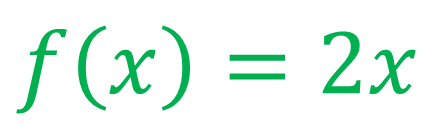 f(x) = 2x